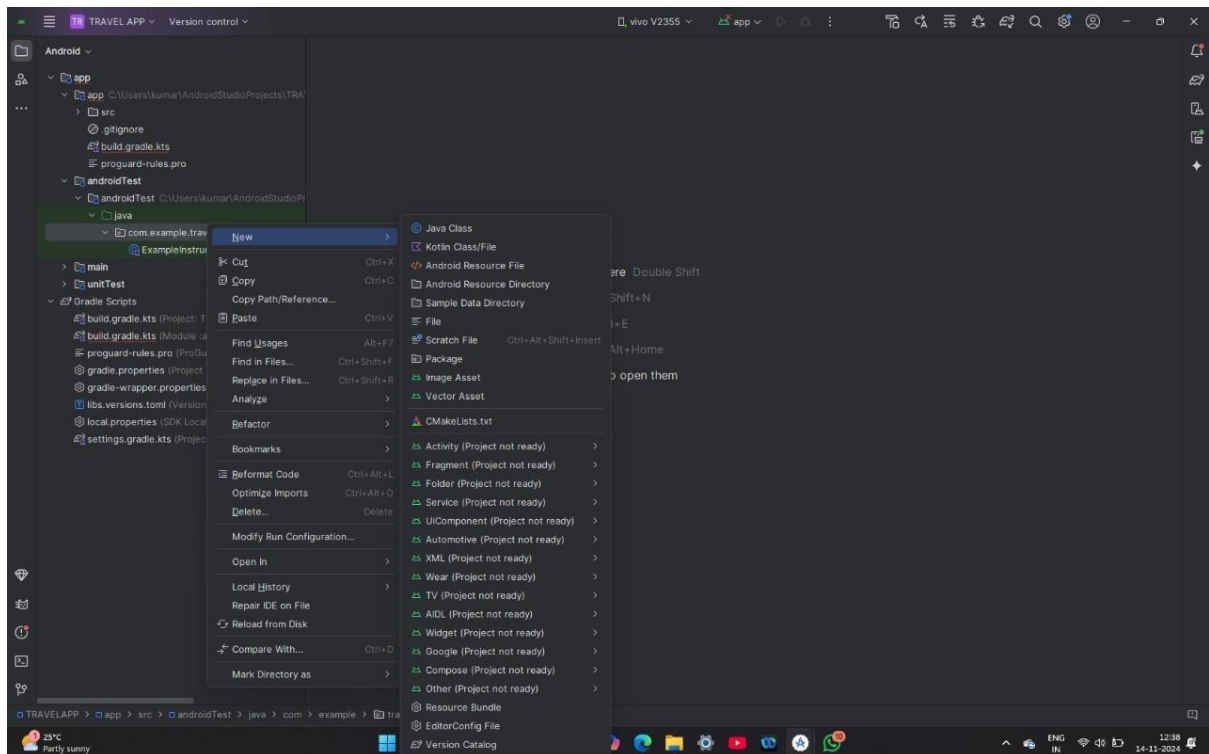 TR TRAVEL APP Version control vivo V2355 app
Android
app
app C:\Users\kumar\AndroidStudioProjects\TRA
src
.gitignore
build.gradle.kts
proguard-rules.pro
androidTest
androidTest C:\Users\kumar\AndroidStudioPr
java
com.example.trav
ExampleInstrur
main
unitTest
Gradle Scripts
build.gradle.kts (Project: T
build.gradle.kts (Module :a
proguard-rules.pro (ProGu
gradle.properties (Project
gradle-wrapper.properties
libs.versions.toml (Version
local.properties (SDK Loca
settings.gradle.kts (Projec
New
Cut Ctrl+X
Copy Ctrl+C
Copy Path/Reference...
Paste Ctrl+V
Find Usages Alt+F7
Find in Files... Ctrl+Shift+F
Replace in Files... Ctrl+Shift+R
Analyze
Refactor
Bookmarks
Reformat Code Ctrl+Alt+L
Optimize Imports Ctrl+Alt+O
Delete... Delete
Modify Run Configuration...
Open In
Local History
Repair IDE on File
Reload from Disk
Compare With... Ctrl+D
Mark Directory as
Java Class
Kotlin Class/File
Android Resource File
Android Resource Directory
Sample Data Directory
File
Scratch File Ctrl+Alt+Shift+Insert
Package
Image Asset
Vector Asset
CMakeLists.txt
Activity (Project not ready)
Fragment (Project not ready)
Folder (Project not ready)
Service (Project not ready)
UiComponent (Project not ready)
Automotive (Project not ready)
XML (Project not ready)
Wear (Project not ready)
TV (Project not ready)
AIDL (Project not ready)
Widget (Project not ready)
Google (Project not ready)
Compose (Project not ready)
Other (Project not ready)
Resource Bundle
EditorConfig File
Version Catalog
ere Double Shift
Shift+N
l+E
Alt+Home
o open them
TRAVELAPP > app > src > androidTest > java > com > example > tra
1 25°C
Partly sunny
ENG
IN
12:38
14-11-2024